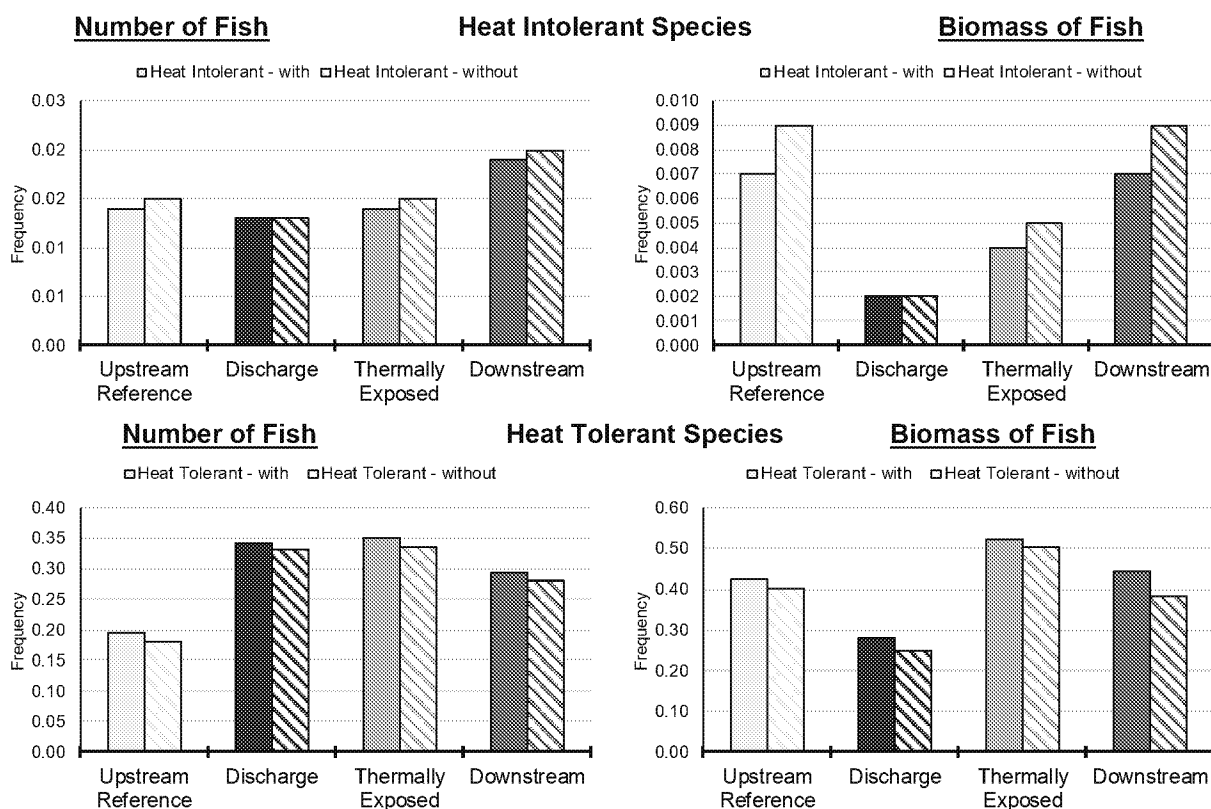 Number of Fish Heat Intolerant Species Biomass of Fish
Heat Intolerant - with Heat Intolerant - without
0.03
0.02
0.02
0.01
0.01
0.00
Frequency
Upstream Reference
Discharge
Thermally Exposed
Downstream
Heat Intolerant - with Heat Intolerant - without
0.010
0.009
0.008
0.007
0.006
0.005
0.004
0.003
0.002
0.001
0.000
Frequency
Upstream Reference
Discharge
Thermally Exposed
Downstream
Number of Fish Heat Tolerant Species Biomass of Fish
Heat Tolerant - with Heat Tolerant - without
0.40
0.35
0.30
0.25
0.20
0.15
0.10
0.05
0.00
Frequency
Upstream Reference
Discharge
Thermally Exposed
Downstream
Heat Tolerant - with Heat Tolerant - without
0.60
0.50
0.40
0.30
0.20
0.10
0.00
Frequency
Upstream Reference
Discharge
Thermally Exposed
Downstream